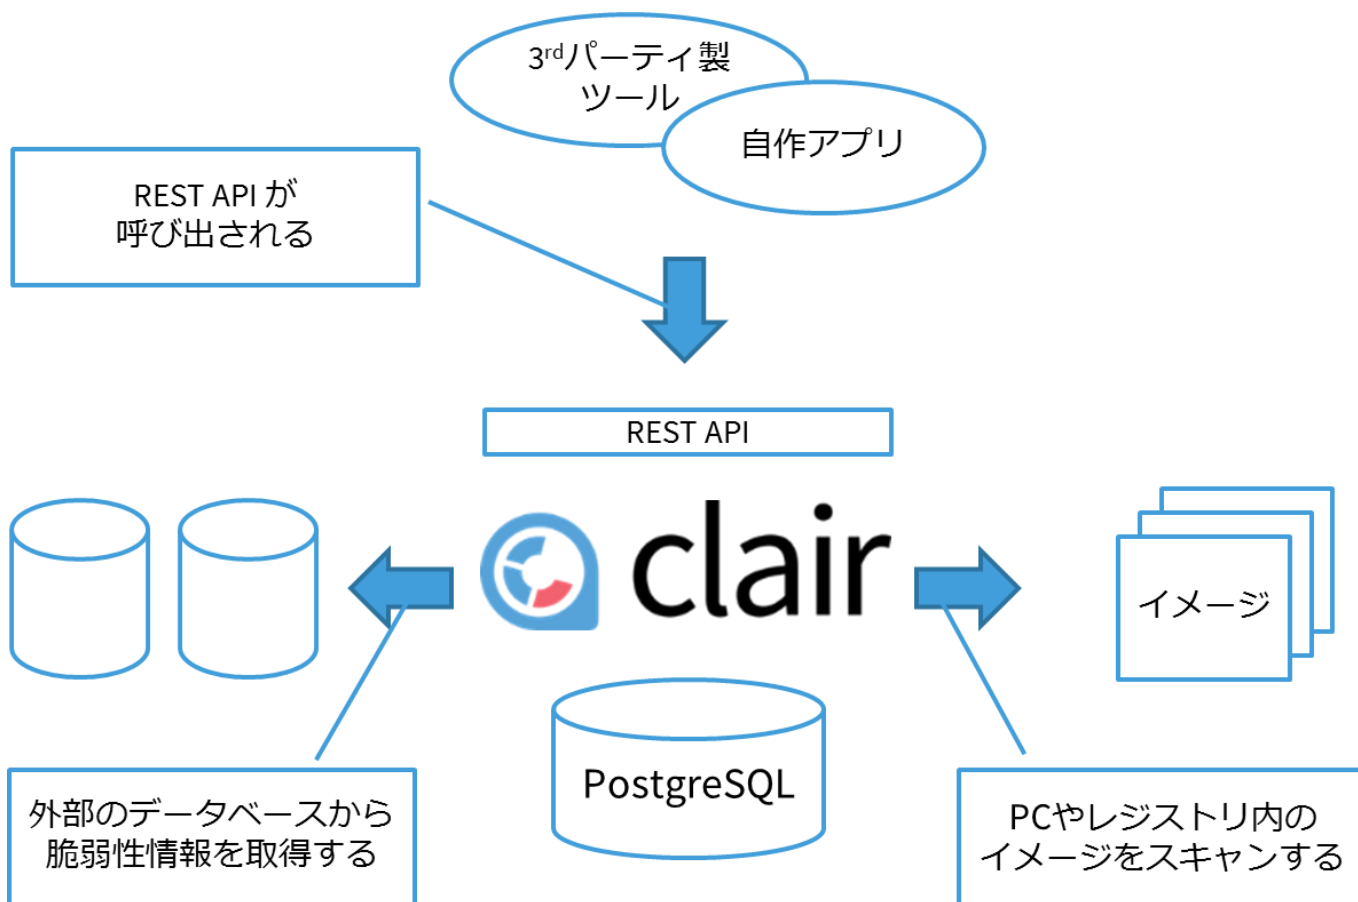 3rdパーティ製
ツール
自作アプリ
REST API が
呼び出される
REST API
clair
イメージ
PostgreSQL
外部のデータベースから
脆弱性情報を取得する
PCやレジストリ内の
イメージをスキャンする